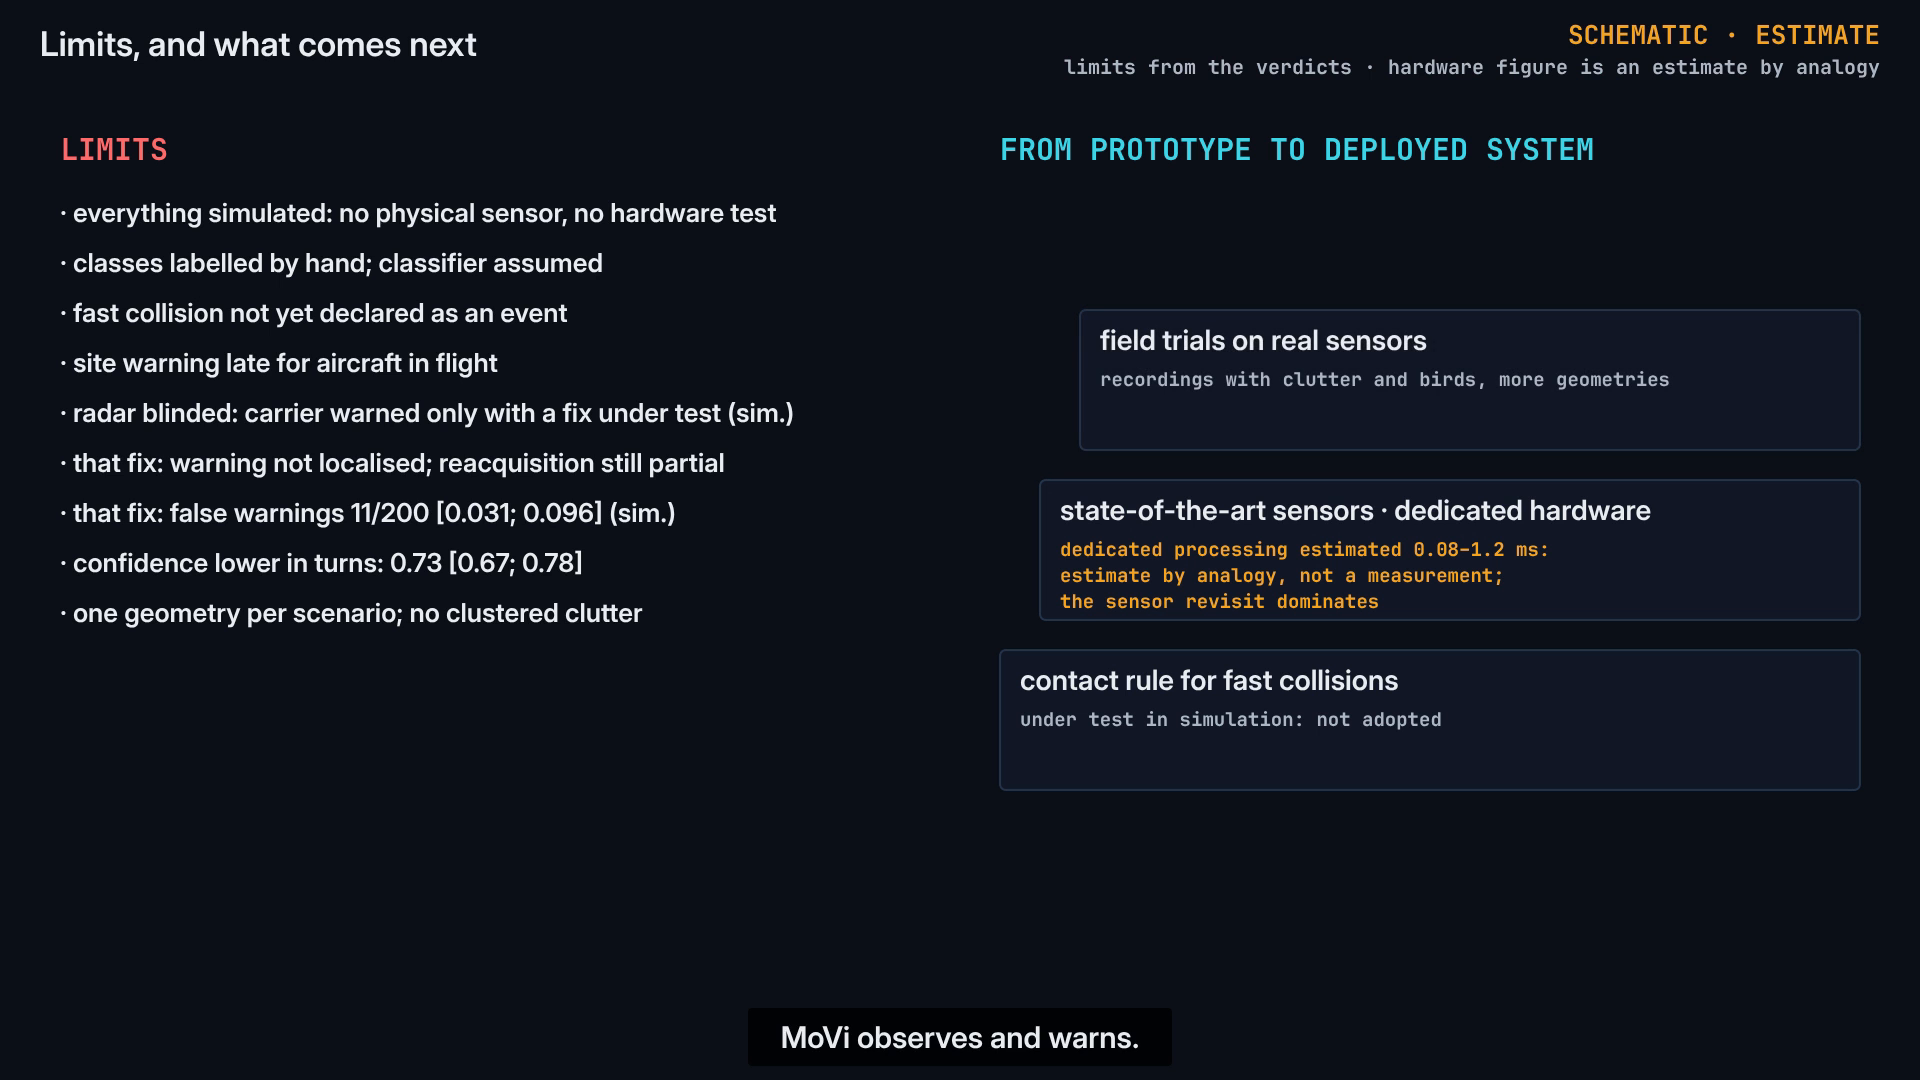 Limits, and what comes next
SCHEMATIC · ESTIMATE
limits from the verdicts · hardware figure is an estimate by analogy
LIMITS
· everything simulated: no physical sensor, no hardware test
· classes labelled by hand; classifier assumed
· fast collision not yet declared as an event
· site warning late for aircraft in flight
· radar blinded: carrier warned only with a fix under test (sim.)
· that fix: warning not localised; reacquisition still partial
· that fix: false warnings 11/200 [0.031; 0.096] (sim.)
· confidence lower in turns: 0.73 [0.67; 0.78]
· one geometry per scenario; no clustered clutter
FROM PROTOTYPE TO DEPLOYED SYSTEM
field trials on real sensors
recordings with clutter and birds, more geometries
state-of-the-art sensors · dedicated hardware
dedicated processing estimated 0.08–1.2 ms:
estimate by analogy, not a measurement;
the sensor revisit dominates
contact rule for fast collisions
under test in simulation: not adopted
MoVi observes and warns.